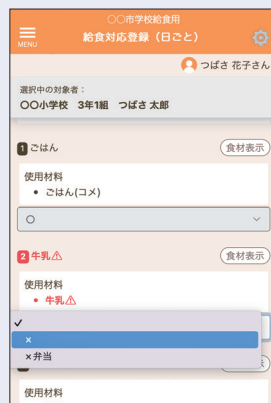 〇〇市学校給食用
MENU
給食対応登録（日ごと）
つばさ 花子さん
選択中の対象者：
〇〇小学校 3年1組 つばさ 太郎
1 ごはん
食材表示
使用材料
• ごはん(コメ)
〇
2 牛乳⚠
食材表示
使用材料
• 牛乳⚠
✓
×
×弁当
使用材料